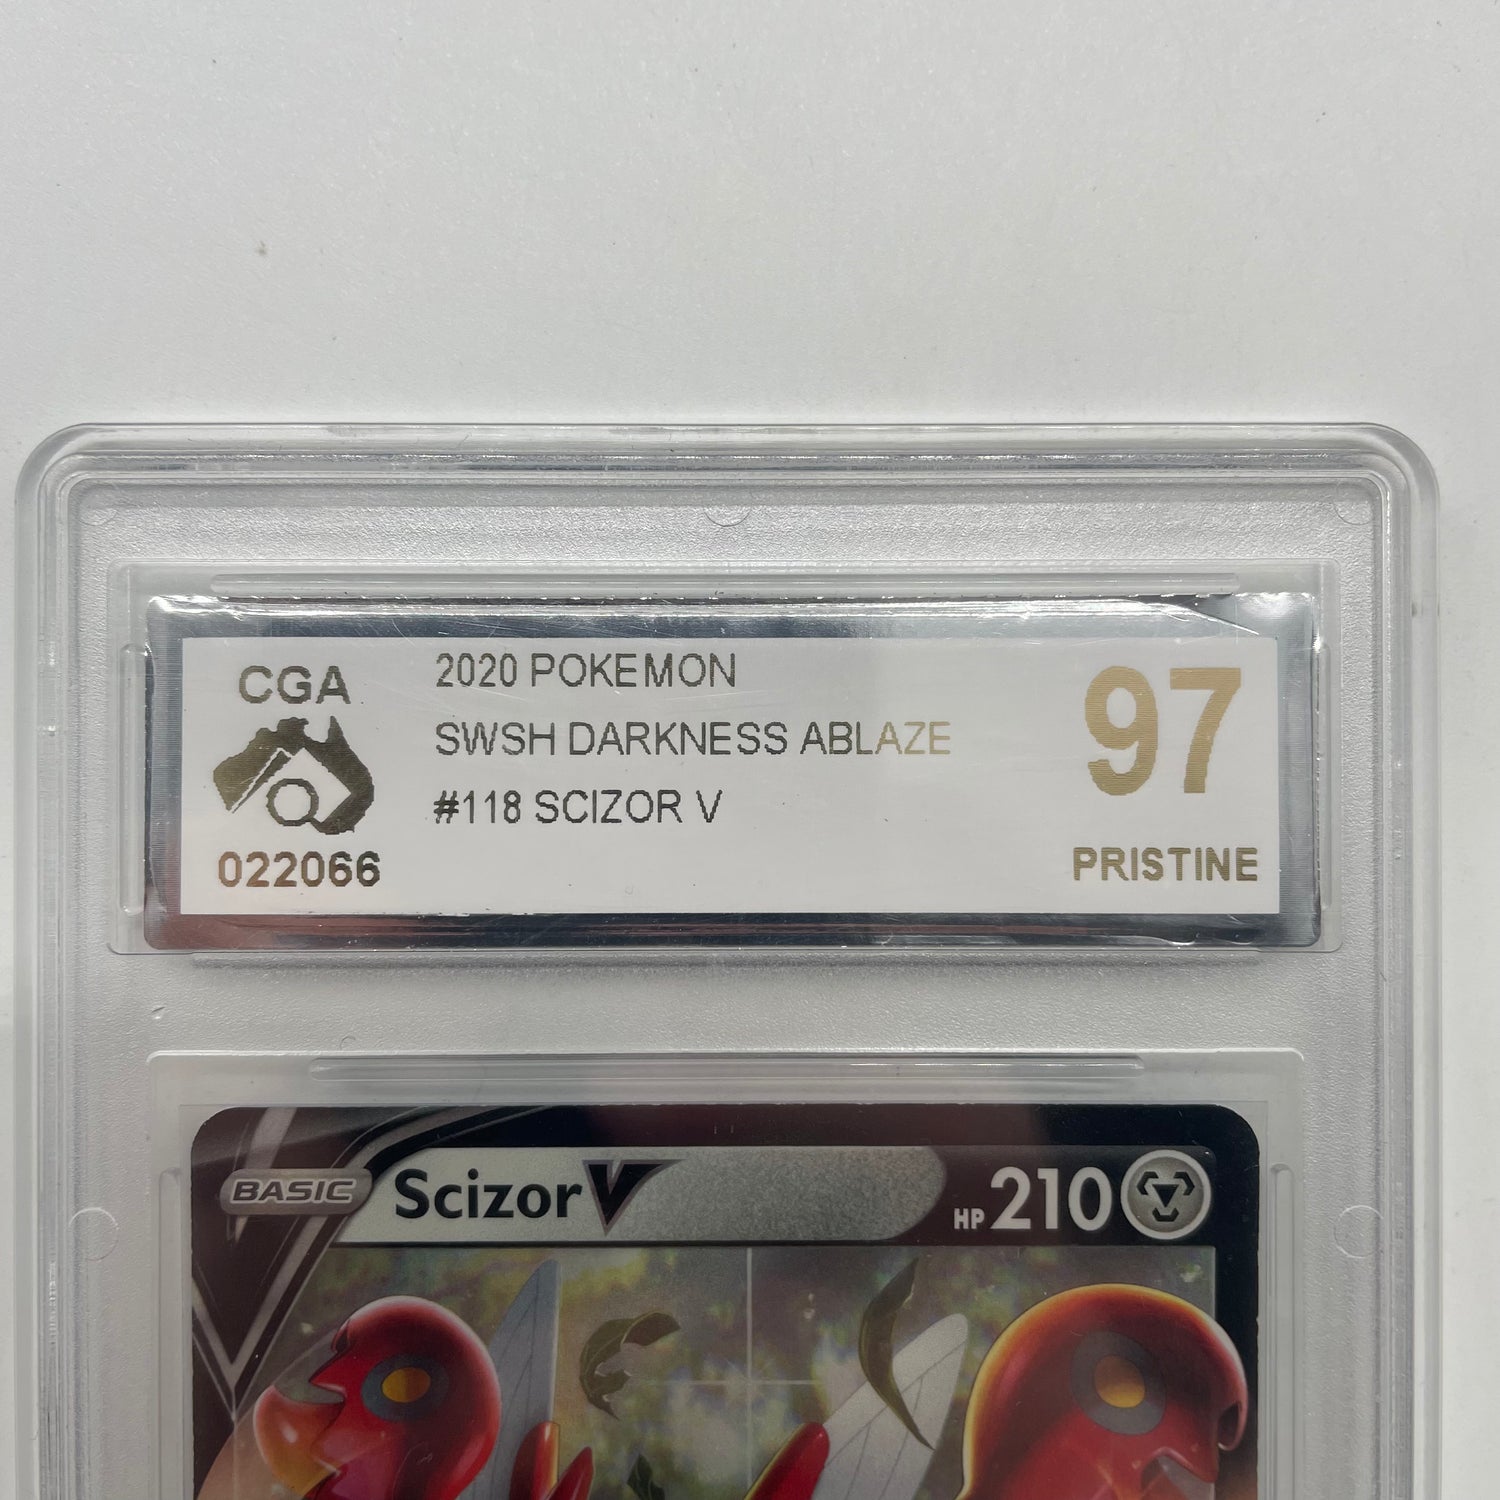 CGA
022066
2020 POKEMON
SWSH DARKNESS ABLAZE
#118 SCIZOR V
97
PRISTINE
BASIC
Scizor V
HP 210